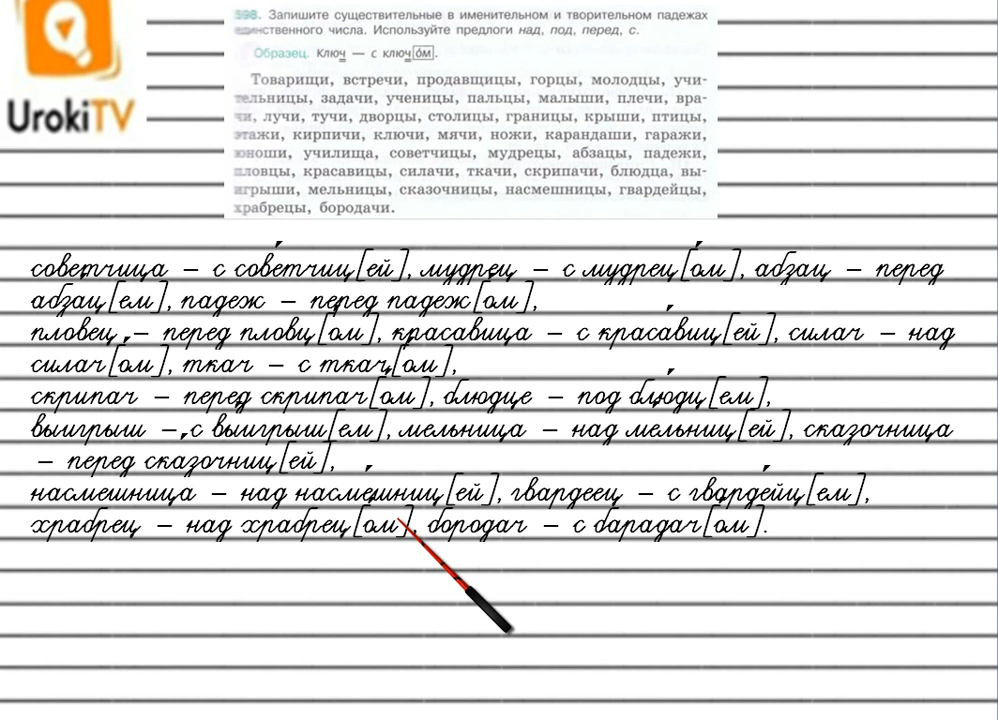 UrokiTV
598. Запишите существительные в именительном и творительном падежах
единственного числа. Используйте предлоги над, под, перед, с.
Образец. Ключ — с ключ[ом].
Товарищи, встречи, продавщицы, горцы, молодцы, учи-
тельницы, задачи, ученицы, пальцы, малыши, плечи, вра-
чи, лучи, тучи, дворцы, столицы, границы, крыши, птицы,
этажи, кирпичи, ключи, мячи, ножи, карандаши, гаражи,
юноши, училища, советчицы, мудрецы, абзацы, падежи,
пловцы, красавицы, силачи, ткачи, скрипачи, блюдца, вы-
игрыши, мельницы, сказочницы, насмешницы, гвардейцы,
храбрецы, бородачи.
советчица – с советчиц[ей], мудрец – с мудрец[ом], абзац – перед
абзац[ем], падеж – перед падеж[ом],
пловец – перед пловц[ом], красавица – с красавиц[ей], силач – над
силач[ом], ткач – с ткач[ом],
скрипач – перед скрипач[ом], блюдце – под блюдц[ем],
выигрыш – с выигрыш[ем], мельница – над мельниц[ей], сказочница
– перед сказочниц[ей],
насмешница – над насмешниц[ей], гвардеец – с гвардейц[ем],
храбрец – над храбрец[ом], бородач – с барадач[ом].